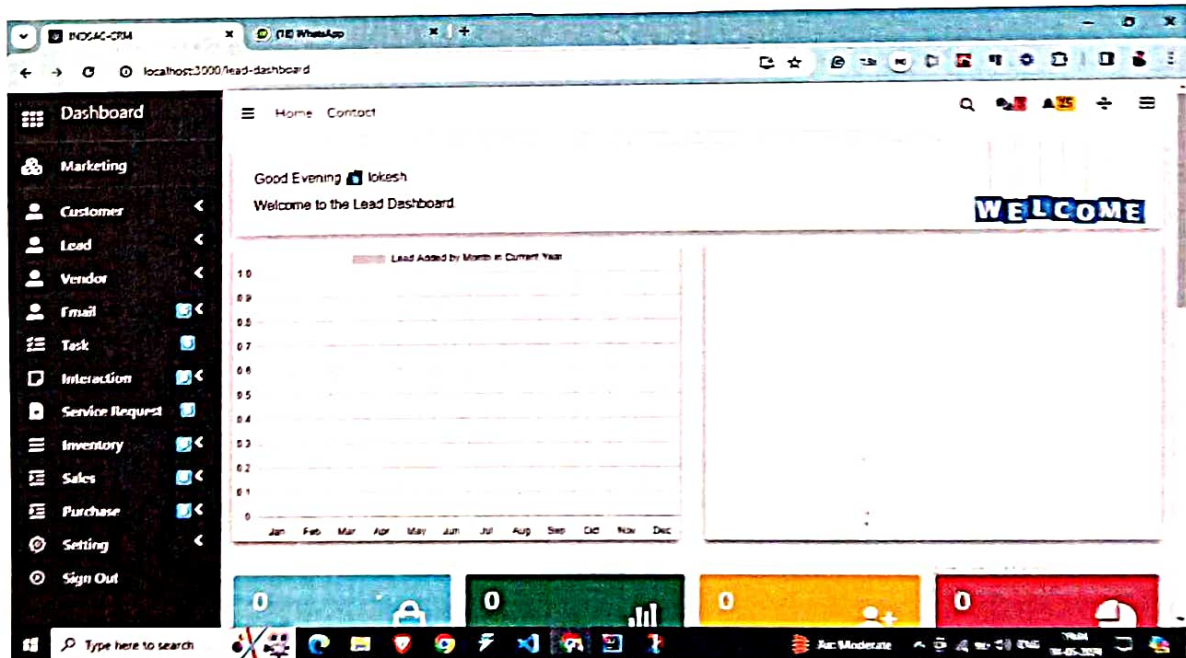 INDSAC-CRM
WhatsApp
localhost:3000/lead-dashboard
Dashboard
Home Contact
Marketing
Good Evening lokesh
Welcome to the Lead Dashboard
WELCOME
Customer
Lead
Vendor
Email
Task
Interaction
Service Request
Inventory
Sales
Purchase
Setting
Sign Out
Lead Added by Month in Current Year
1.0
0.9
0.8
0.7
0.6
0.5
0.4
0.3
0.2
0.1
0
Jan Feb Mar Apr May Jun Jul Aug Sep Oct Nov Dec
0 0 0 0
Type here to search
Air: Moderate
ENG